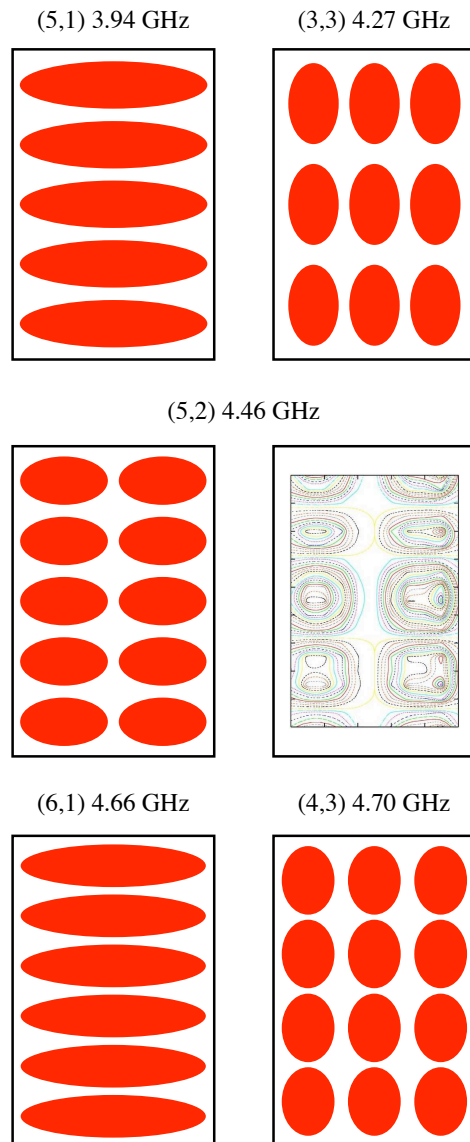 (5,1) 3.94 GHz
(3,3) 4.27 GHz
(5,2) 4.46 GHz
(6,1) 4.66 GHz
(4,3) 4.70 GHz